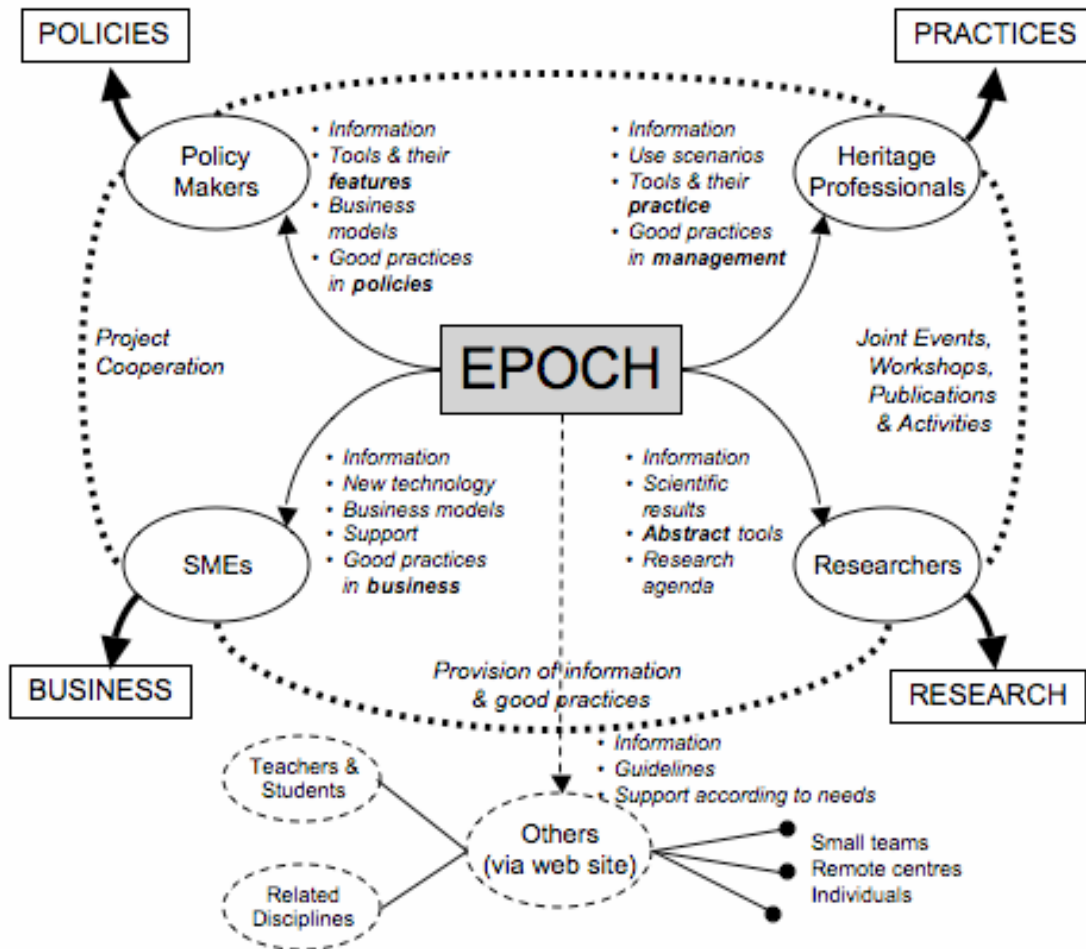 POLICIES
PRACTICES
Policy
Makers
• Information
• Tools & their
features
• Business
models
• Good practices
in policies
• Information
• Use scenarios
• Tools & their
practice
• Good practices
in management
Heritage
Professionals
Project
Cooperation
EPOCH
Joint Events,
Workshops,
Publications
& Activities
SMEs
• Information
• New technology
• Business models
• Support
• Good practices
in business
• Information
• Scientific
results
• Abstract tools
• Research
agenda
Researchers
BUSINESS
Provision of information
& good practices
RESEARCH
• Information
• Guidelines
• Support according to needs
Teachers &
Students
Others
(via web site)
Small teams
Remote centres
Individuals
Related
Disciplines